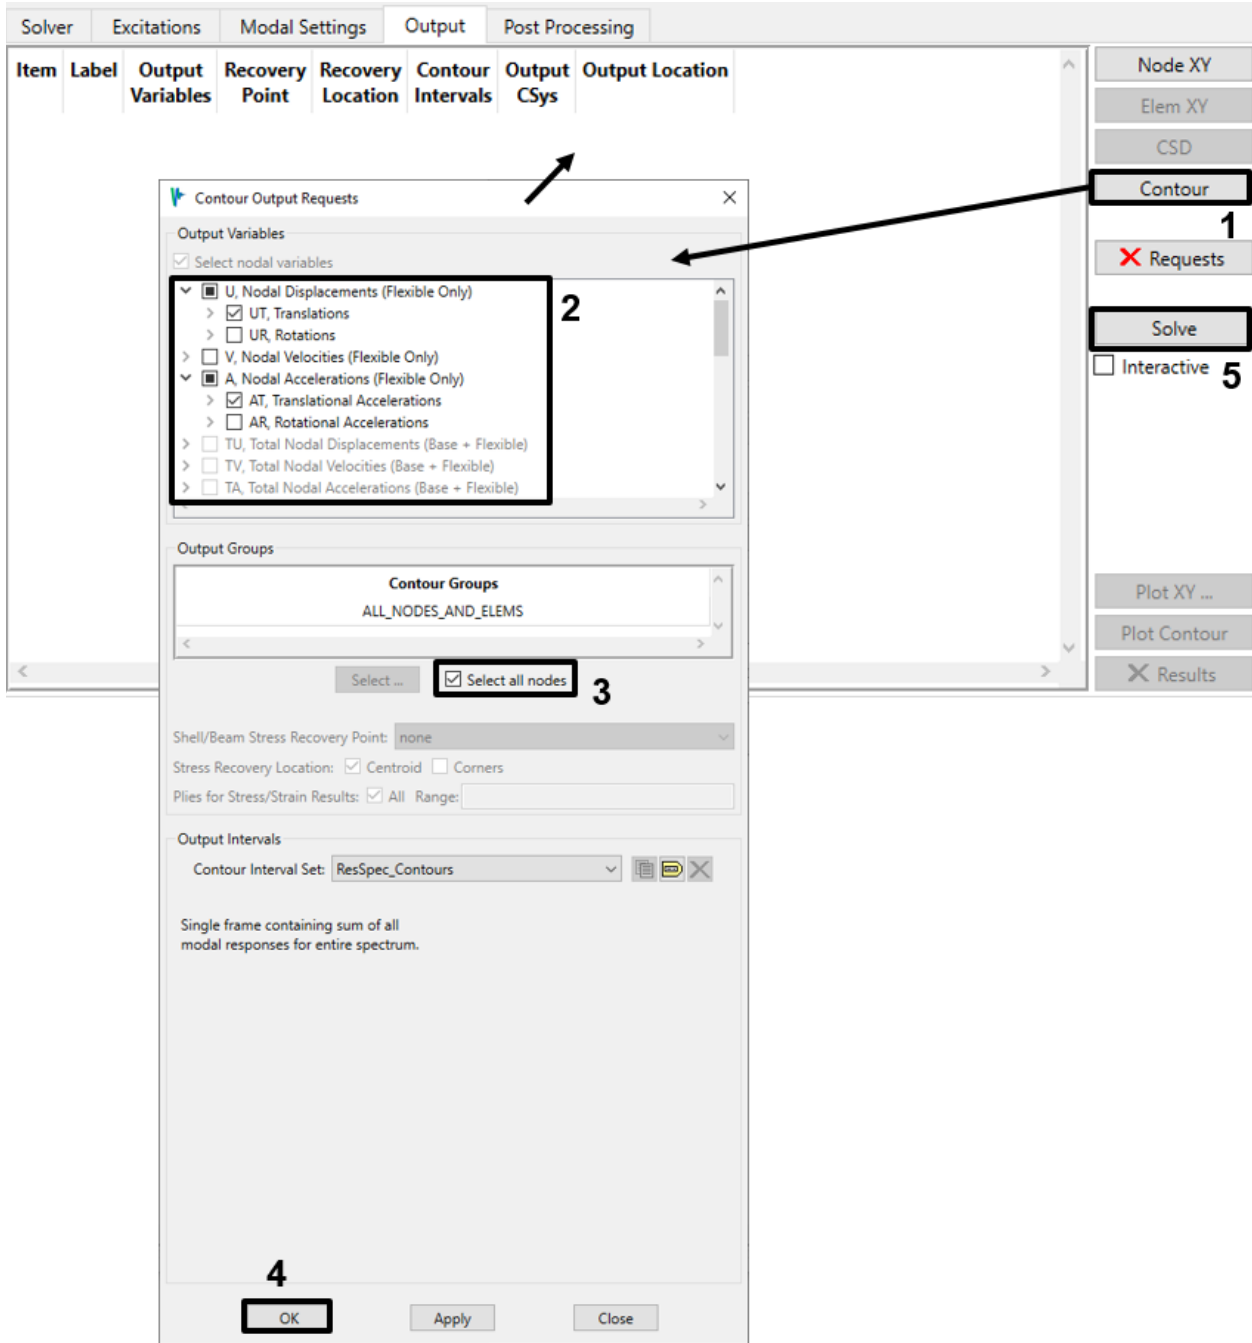 Solver Excitations Modal Settings Output Post Processing
Item Label Output Variables Recovery Point Recovery Location Contour Intervals Output CSys Output Location
Node XY
Elem XY
CSD
Contour
1
Requests
Solve
Interactive
5
Plot XY ...
Plot Contour
Results
Contour Output Requests
Output Variables
Select nodal variables
U, Nodal Displacements (Flexible Only)
2
UT, Translations
UR, Rotations
V, Nodal Velocities (Flexible Only)
A, Nodal Accelerations (Flexible Only)
AT, Translational Accelerations
AR, Rotational Accelerations
TU, Total Nodal Displacements (Base + Flexible)
TV, Total Nodal Velocities (Base + Flexible)
TA, Total Nodal Accelerations (Base + Flexible)
Output Groups
Contour Groups
ALL_NODES_AND_ELEMS
Select ... Select all nodes
3
Shell/Beam Stress Recovery Point: none
Stress Recovery Location: Centroid Corners
Plies for Stress/Strain Results: All Range:
Output Intervals
Contour Interval Set: ResSpec_Contours
Single frame containing sum of all
modal responses for entire spectrum.
4
OK Apply Close